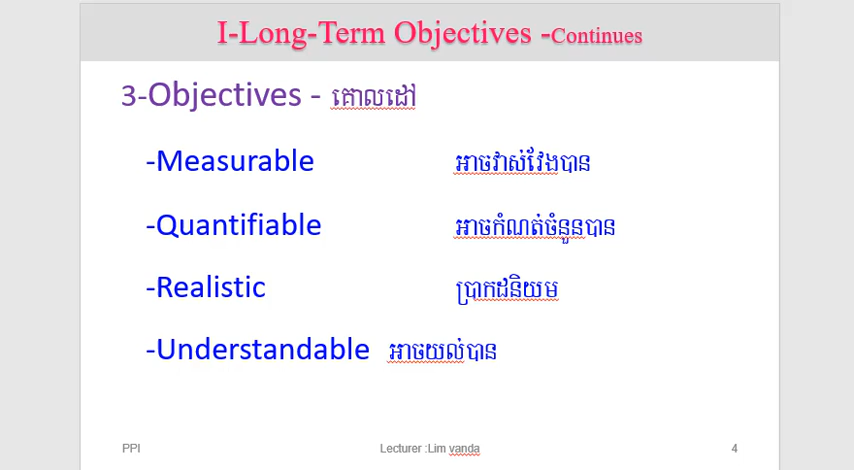 I-Long-Term Objectives -Continues
3-Objectives - គោលដៅ
-Measurable អាចវាស់វែងបាន
-Quantifiable អាចកំណត់ចំនួនបាន
-Realistic ប្រាកដនិយម
-Understandable អាចយល់បាន
PPI Lecturer :Lim vanda 4